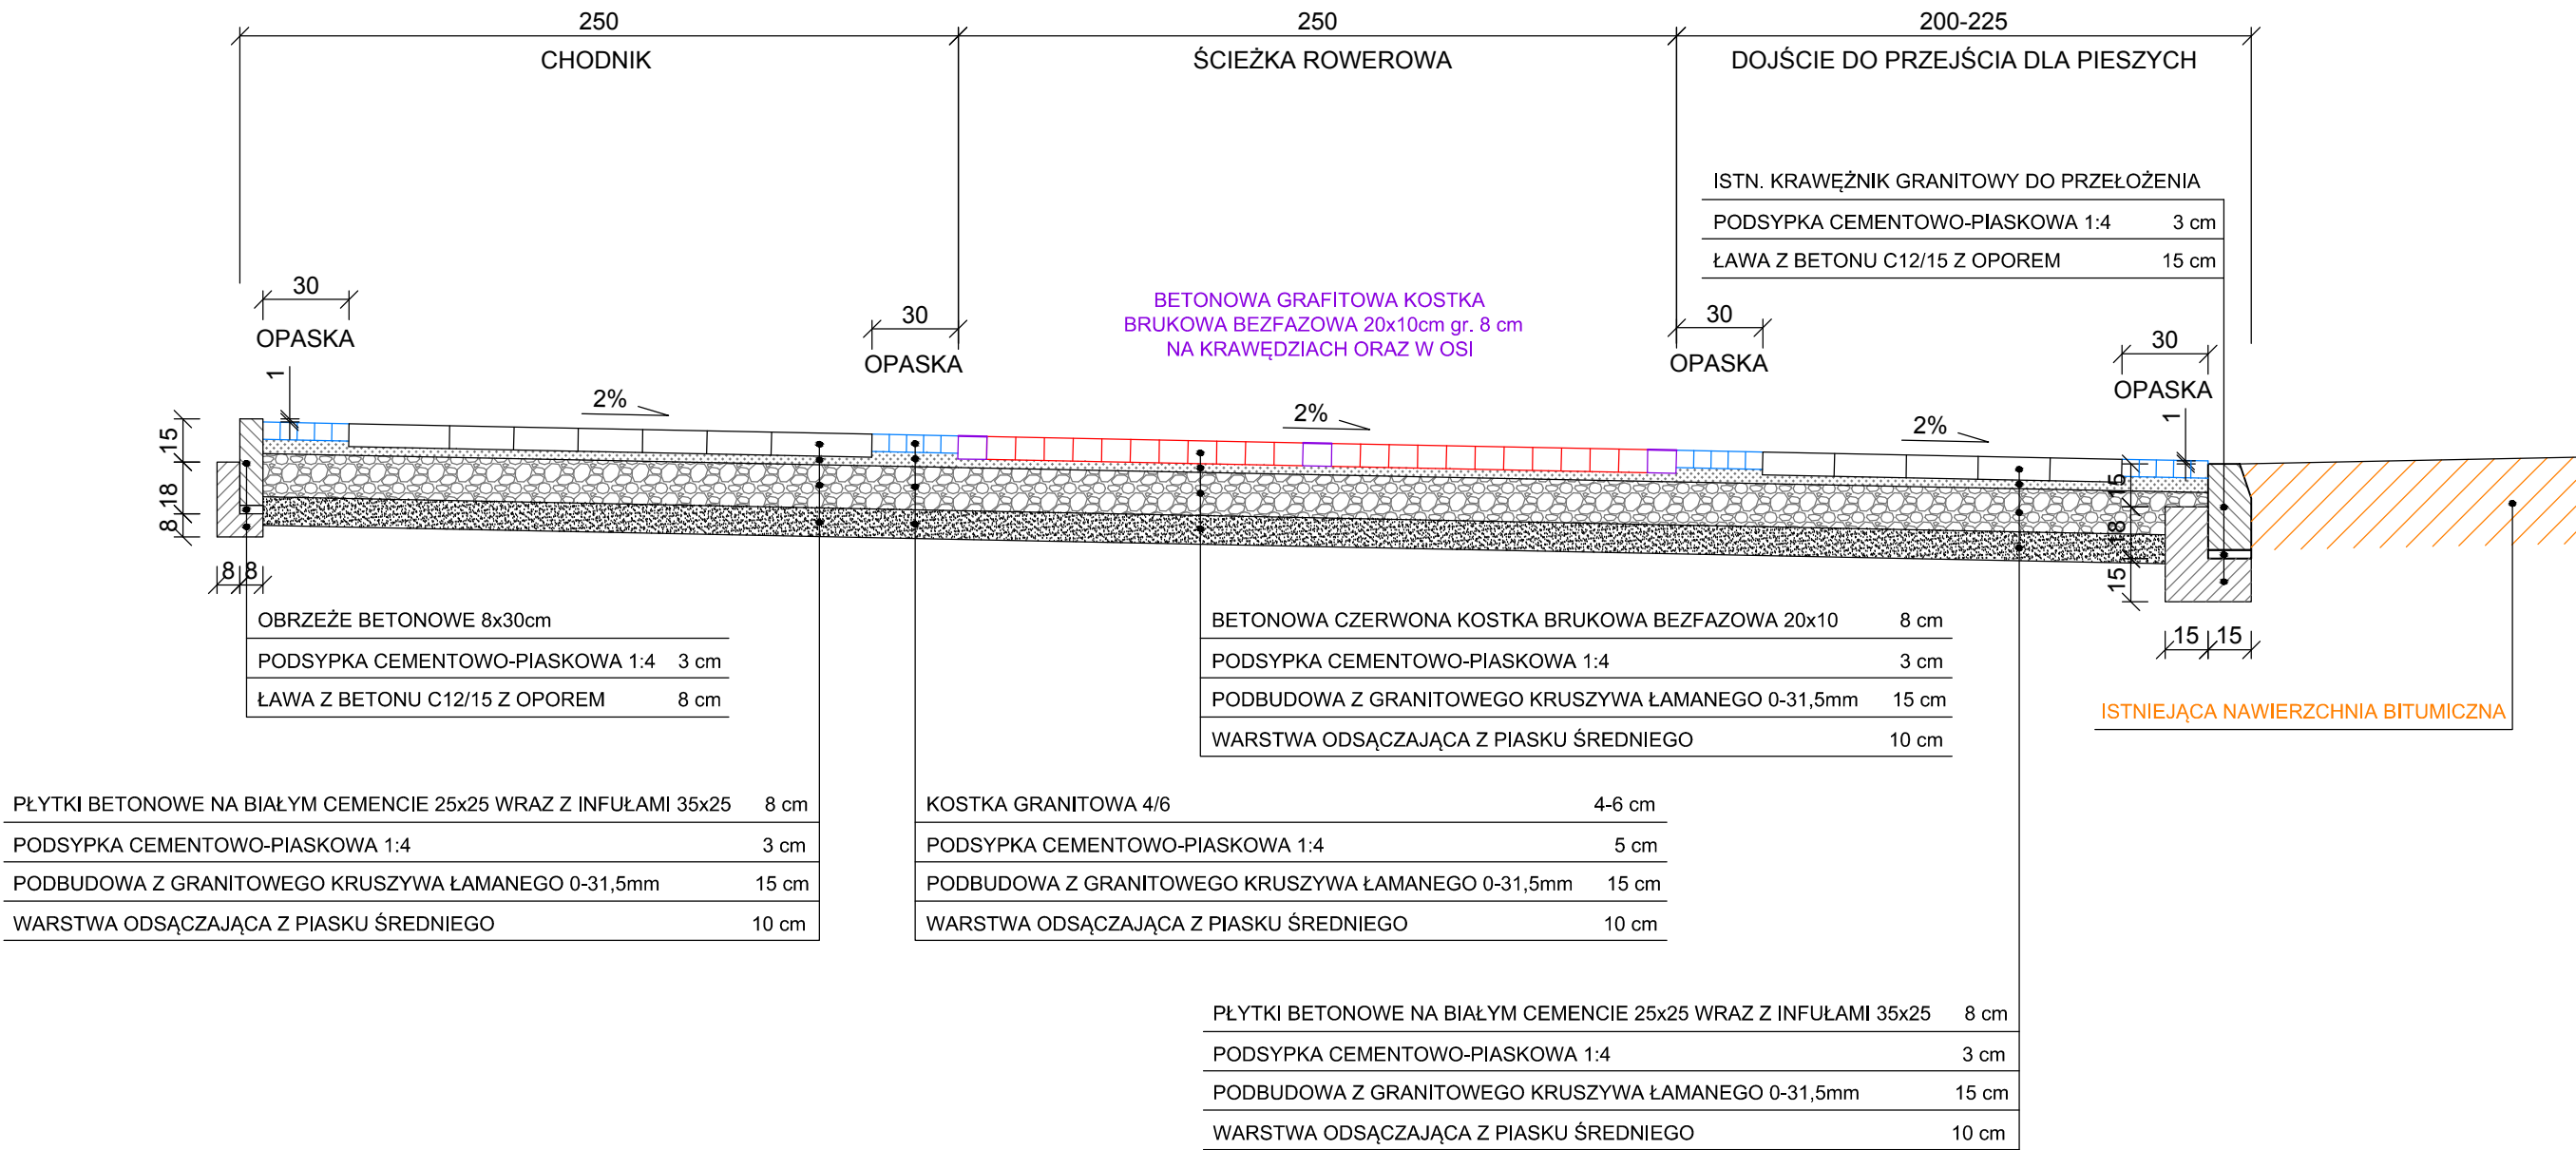 250
250
200-225
CHODNIK
ŚCIEŻKA ROWEROWA
DOJŚCIE DO PRZEJŚCIA DLA PIESZYCH
ISTN. KRAWĘŻNIK GRANITOWY DO PRZEŁOŻENIA
PODSYPKA CEMENTOWO-PIASKOWA 1:4 3 cm
ŁAWA Z BETONU C12/15 Z OPOREM 15 cm
30
OPASKA
30
OPASKA
BETONOWA GRAFITOWA KOSTKA
BRUKOWA BEZFAZOWA 20x10cm gr. 8 cm
NA KRAWĘDZIACH ORAZ W OSI
30
OPASKA
30
OPASKA
1
2%
2%
2%
1
15
18
8
8
8
15
18
15
15
15
OBRZEŻE BETONOWE 8x30cm
PODSYPKA CEMENTOWO-PIASKOWA 1:4 3 cm
ŁAWA Z BETONU C12/15 Z OPOREM 8 cm
BETONOWA CZERWONA KOSTKA BRUKOWA BEZFAZOWA 20x10 8 cm
PODSYPKA CEMENTOWO-PIASKOWA 1:4 3 cm
PODBUDOWA Z GRANITOWEGO KRUSZYWA ŁAMANEGO 0-31,5mm 15 cm
WARSTWA ODSĄCZAJĄCA Z PIASKU ŚREDNIEGO 10 cm
ISTNIEJĄCA NAWIERZCHNIA BITUMICZNA
PŁYTKI BETONOWE NA BIAŁYM CEMENCIE 25x25 WRAZ Z INFUŁAMI 35x25 8 cm
PODSYPKA CEMENTOWO-PIASKOWA 1:4 3 cm
PODBUDOWA Z GRANITOWEGO KRUSZYWA ŁAMANEGO 0-31,5mm 15 cm
WARSTWA ODSĄCZAJĄCA Z PIASKU ŚREDNIEGO 10 cm
KOSTKA GRANITOWA 4/6 4-6 cm
PODSYPKA CEMENTOWO-PIASKOWA 1:4 5 cm
PODBUDOWA Z GRANITOWEGO KRUSZYWA ŁAMANEGO 0-31,5mm 15 cm
WARSTWA ODSĄCZAJĄCA Z PIASKU ŚREDNIEGO 10 cm
PŁYTKI BETONOWE NA BIAŁYM CEMENCIE 25x25 WRAZ Z INFUŁAMI 35x25 8 cm
PODSYPKA CEMENTOWO-PIASKOWA 1:4 3 cm
PODBUDOWA Z GRANITOWEGO KRUSZYWA ŁAMANEGO 0-31,5mm 15 cm
WARSTWA ODSĄCZAJĄCA Z PIASKU ŚREDNIEGO 10 cm